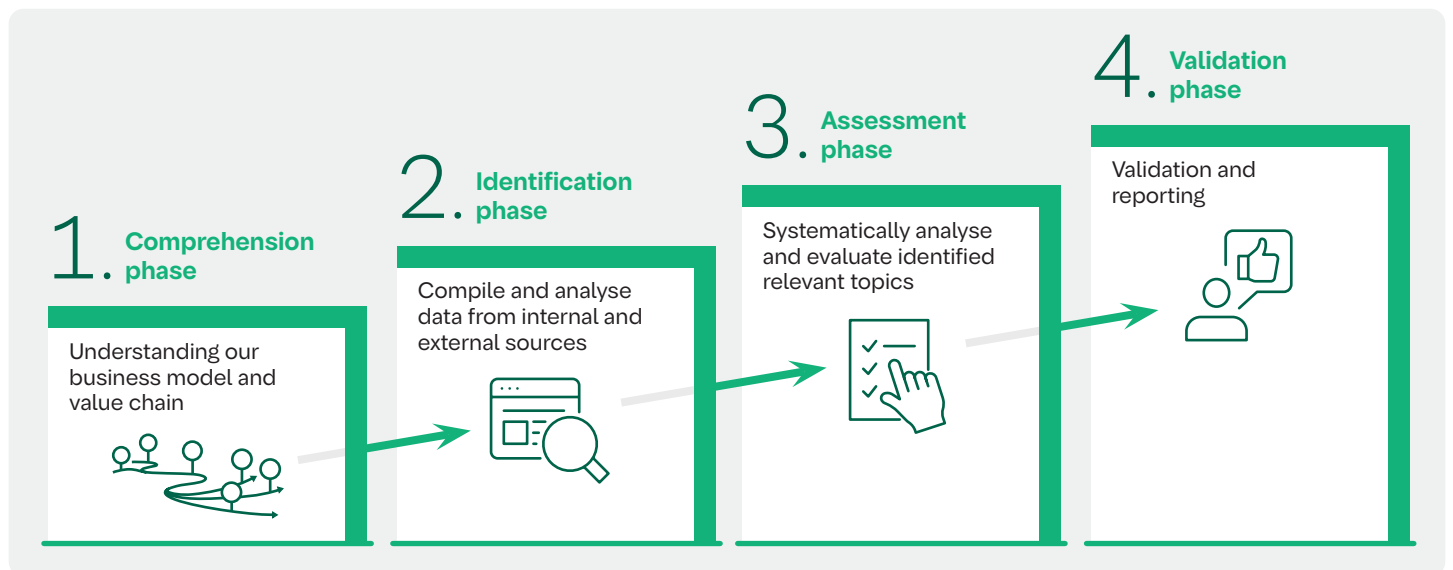 1. Comprehension
phase
Understanding our
business model and
value chain
2. Identification
phase
Compile and analyse
data from internal and
external sources
3. Assessment
phase
Systematically analyse
and evaluate identified
relevant topics
4. Validation
phase
Validation and
reporting